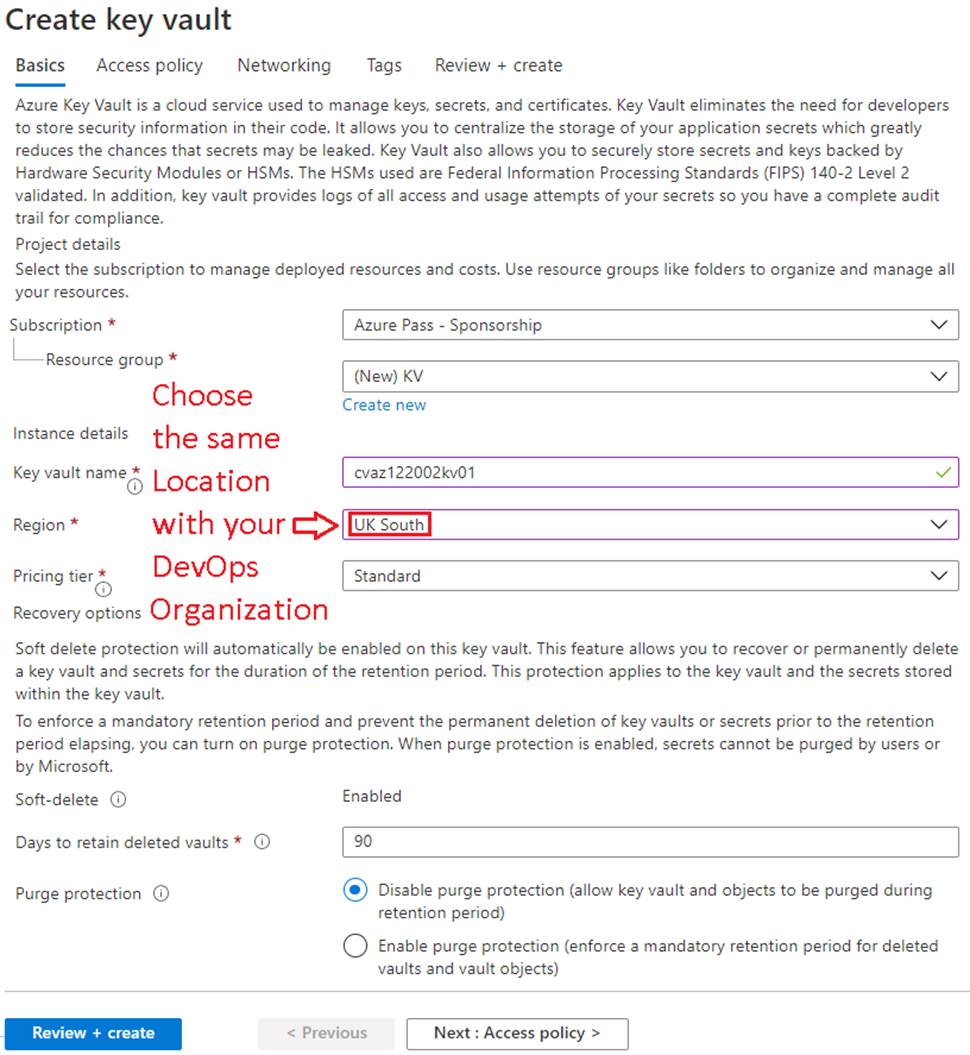 Create key vault
Basics Access policy Networking Tags Review + create
Azure Key Vault is a cloud service used to manage keys, secrets, and certificates. Key Vault eliminates the need for developers
to store security information in their code. It allows you to centralize the storage of your application secrets which greatly
reduces the chances that secrets may be leaked. Key Vault also allows you to securely store secrets and keys backed by
Hardware Security Modules or HSMs. The HSMs used are Federal Information Processing Standards (FIPS) 140-2 Level 2
validated. In addition, key vault provides logs of all access and usage attempts of your secrets so you have a complete audit
trail for compliance.
Project details
Select the subscription to manage deployed resources and costs. Use resource groups like folders to organize and manage all
your resources.
Subscription * Azure Pass - Sponsorship
Resource group * (New) KV
Create new
Choose
the same
Location
with your
DevOps
Organization
Instance details
Key vault name * cvaz122002kv01
Region * UK South
Pricing tier * Standard
Recovery options
Soft delete protection will automatically be enabled on this key vault. This feature allows you to recover or permanently delete
a key vault and secrets for the duration of the retention period. This protection applies to the key vault and the secrets stored
within the key vault.
To enforce a mandatory retention period and prevent the permanent deletion of key vaults or secrets prior to the retention
period elapsing, you can turn on purge protection. When purge protection is enabled, secrets cannot be purged by users or
by Microsoft.
Soft-delete Enabled
Days to retain deleted vaults * 90
Purge protection Disable purge protection (allow key vault and objects to be purged during
retention period)
Enable purge protection (enforce a mandatory retention period for deleted
vaults and vault objects)
Review + create < Previous Next : Access policy >